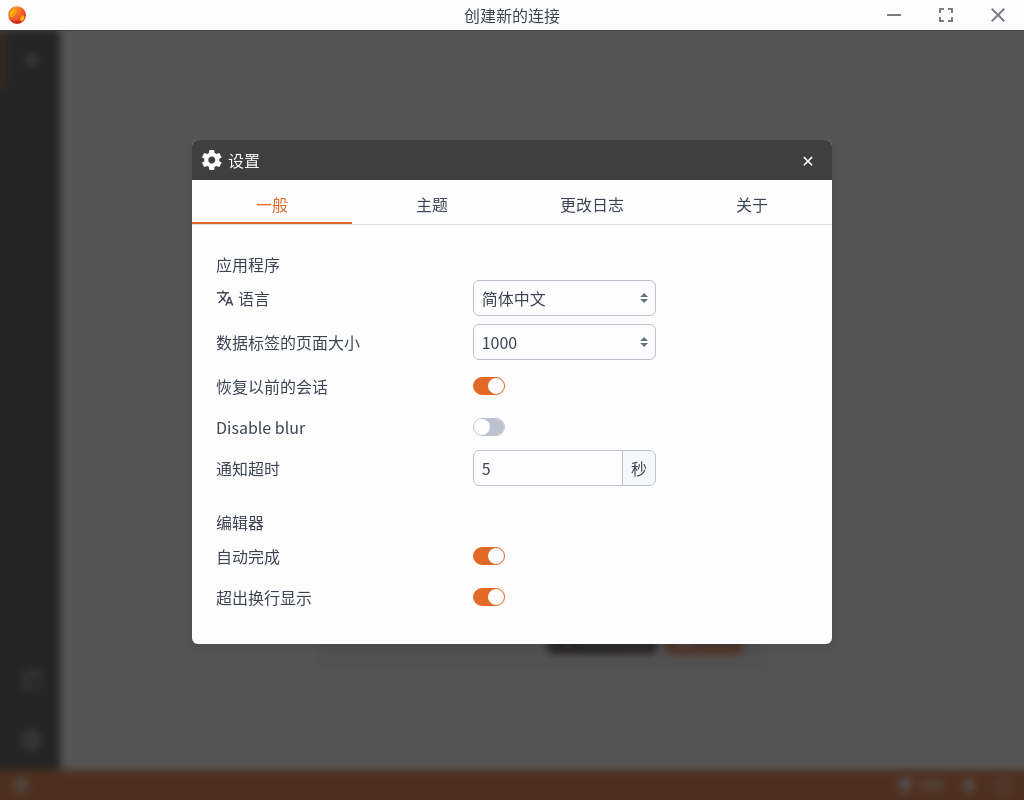 创建新的连接
设置
一般 主题 更改日志 关于
应用程序
语言 简体中文
数据标签的页面大小 1000
恢复以前的会话
Disable blur
通知超时 5 秒
编辑器
自动完成
超出换行显示